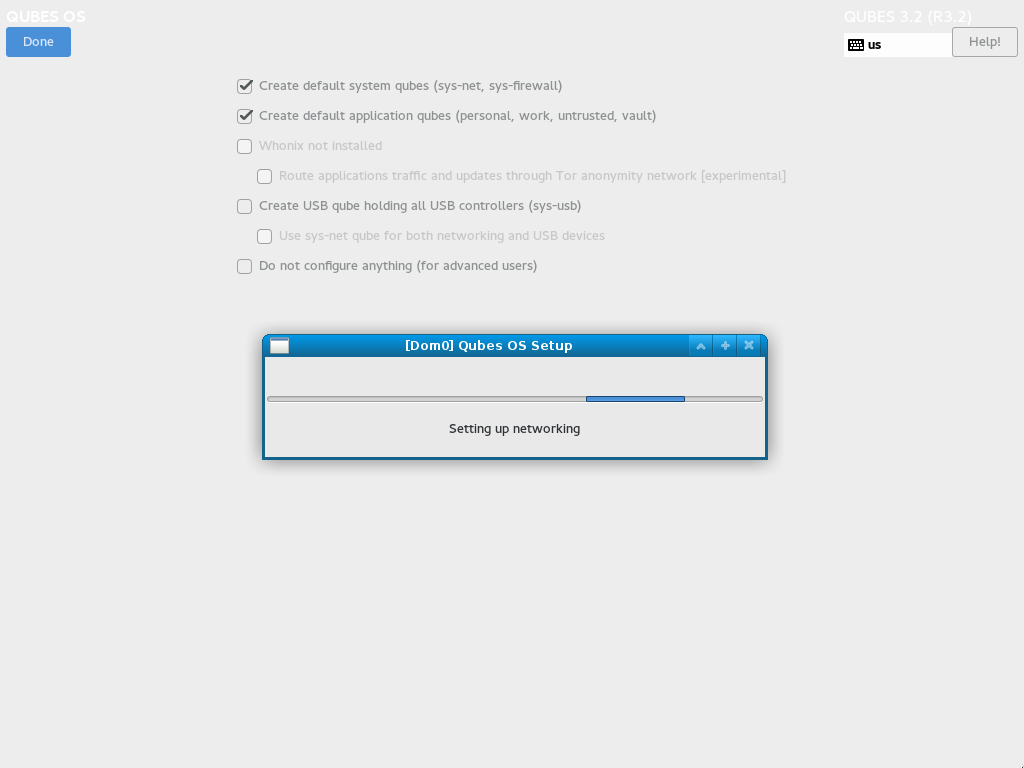 QUBES OS
QUBES 3.2 (R3.2)
Done
us
Help!
Create default system qubes (sys-net, sys-firewall)
Create default application qubes (personal, work, untrusted, vault)
Whonix not installed
Route applications traffic and updates through Tor anonymity network [experimental]
Create USB qube holding all USB controllers (sys-usb)
Use sys-net qube for both networking and USB devices
Do not configure anything (for advanced users)
[Dom0] Qubes OS Setup
Setting up networking